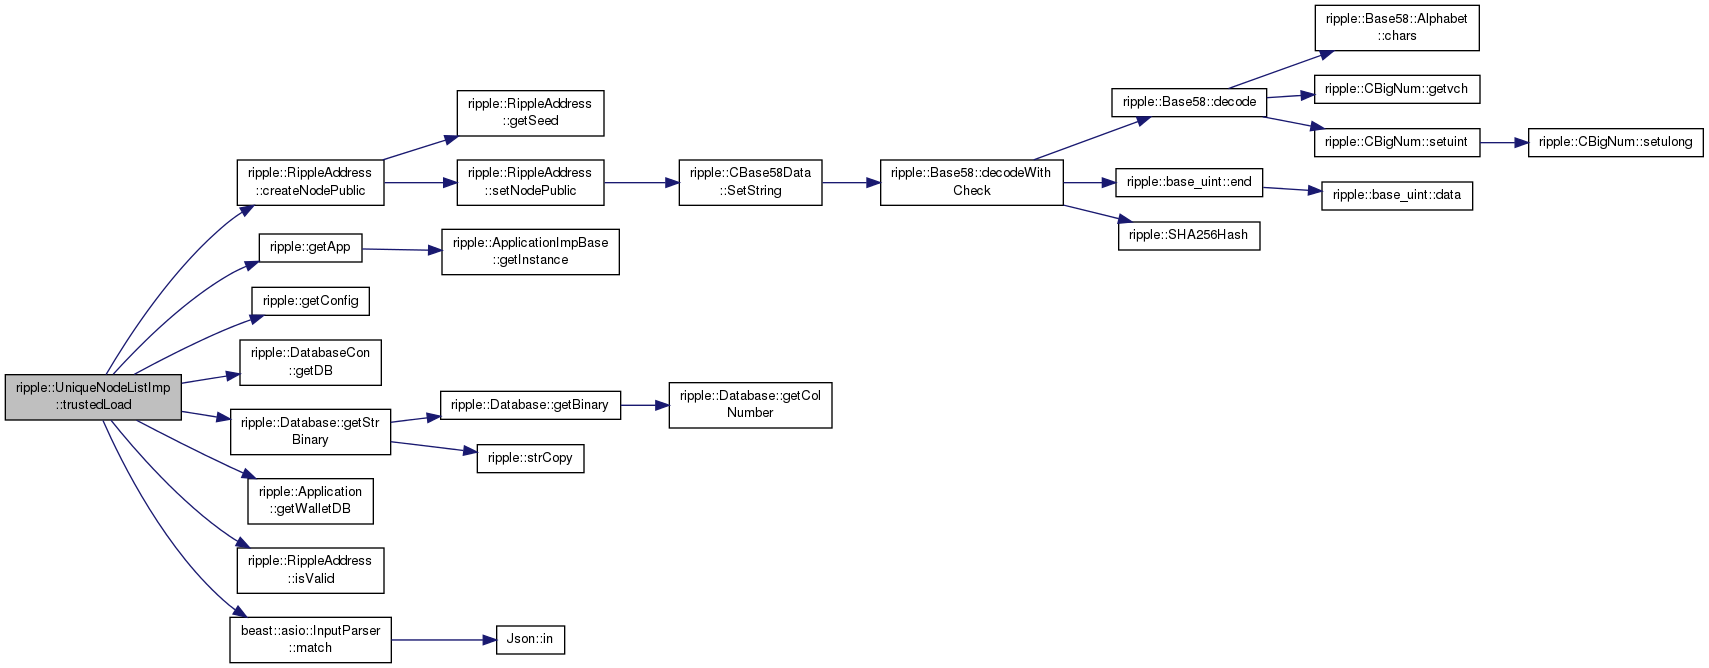 ripple::Base58::Alphabet
::chars
ripple::CBigNum::getvch
ripple::RippleAddress
::getSeed
ripple::Base58::decode
ripple::CBigNum::setuint
ripple::CBigNum::setulong
ripple::RippleAddress
::createNodePublic
ripple::RippleAddress
::setNodePublic
ripple::CBase58Data
::SetString
ripple::Base58::decodeWith
Check
ripple::base_uint::end
ripple::base_uint::data
ripple::SHA256Hash
ripple::getApp
ripple::ApplicationImpBase
::getInstance
ripple::getConfig
ripple::DatabaseCon
::getDB
ripple::UniqueNodeListImp
::trustedLoad
ripple::Database::getStr
Binary
ripple::Database::getBinary
ripple::Database::getCol
Number
ripple::strCopy
ripple::Application
::getWalletDB
ripple::RippleAddress
::isValid
beast::asio::InputParser
::match
Json::in